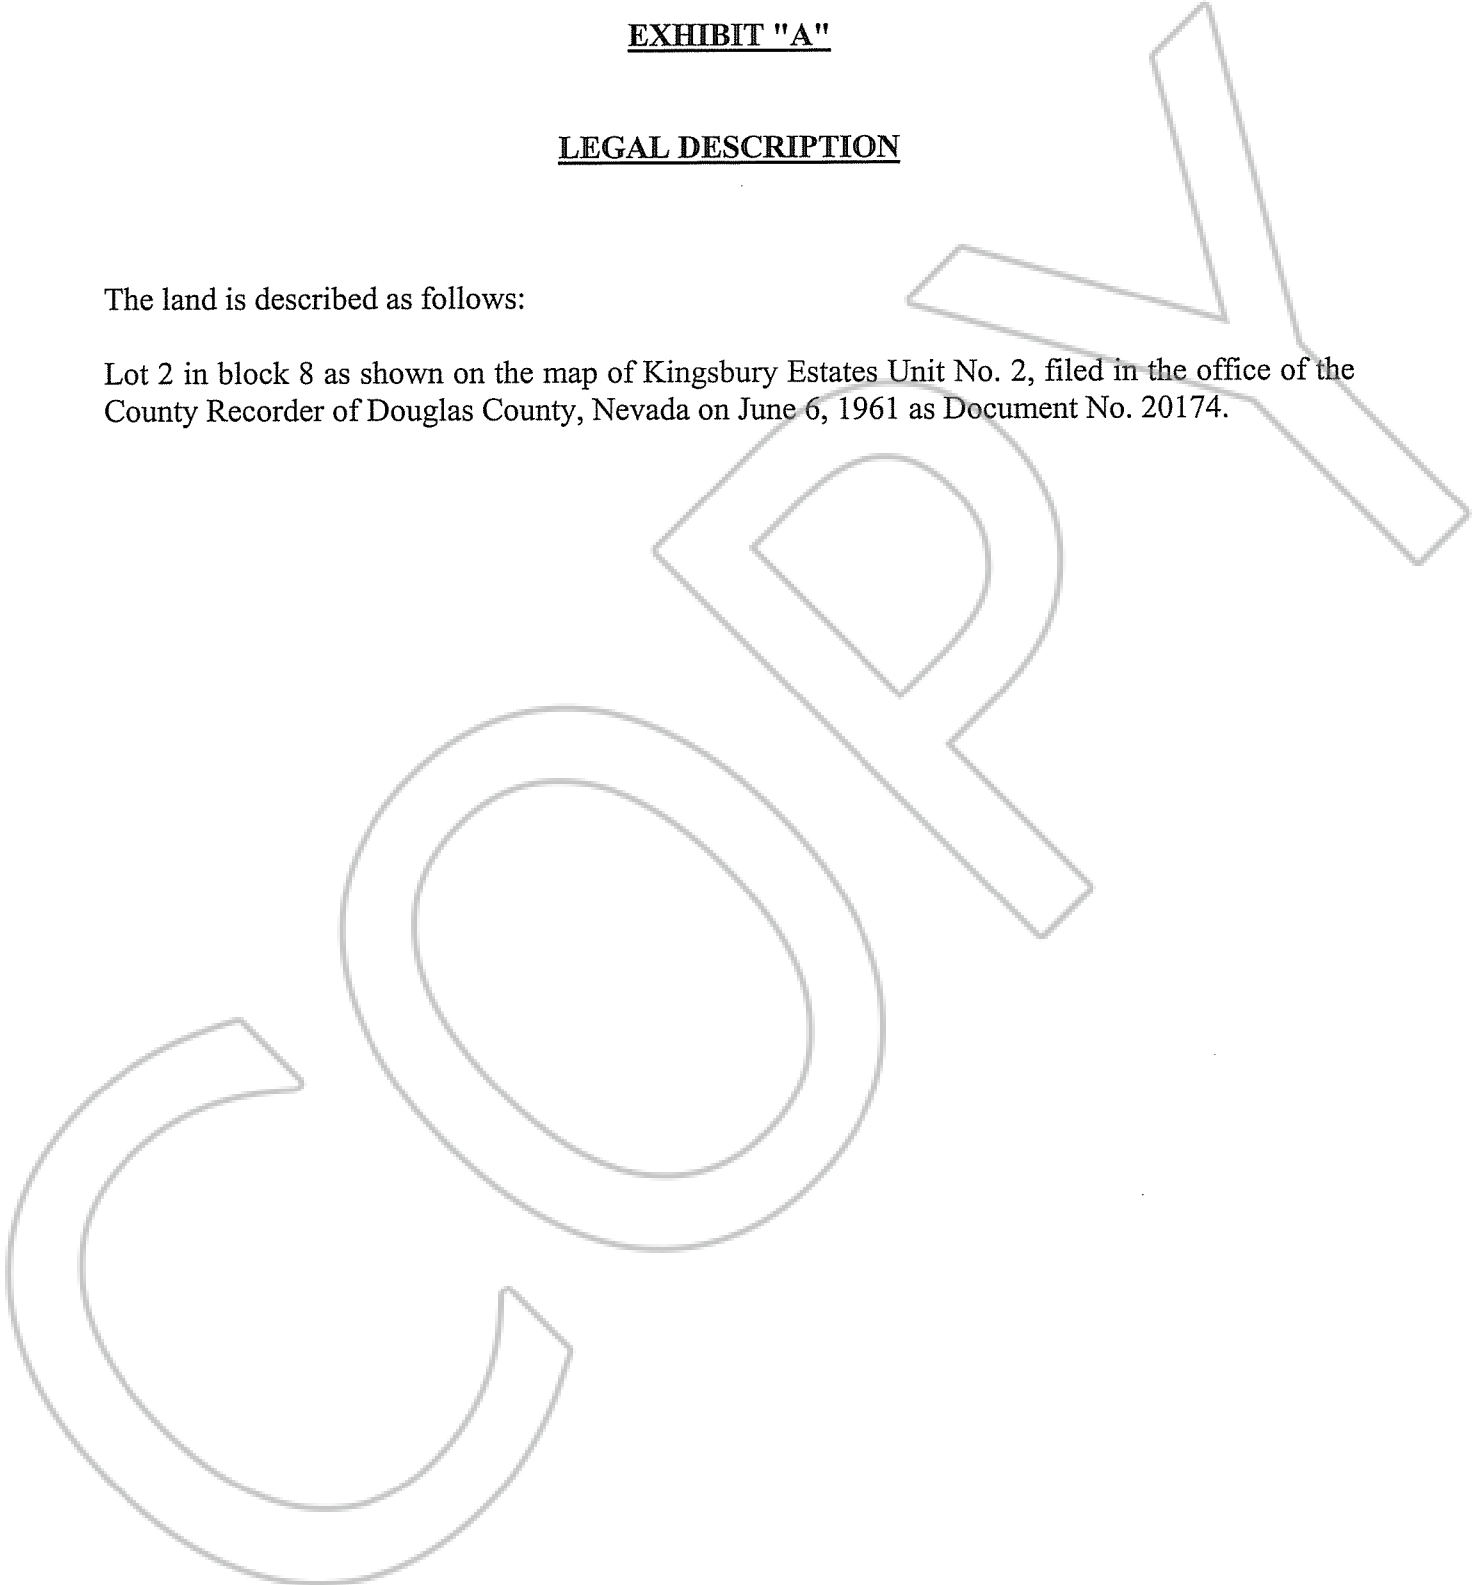 EXHIBIT "A"
LEGAL DESCRIPTION
The land is described as follows:
Lot 2 in block 8 as shown on the map of Kingsbury Estates Unit No. 2, filed in the office of the
County Recorder of Douglas County, Nevada on June 6, 1961 as Document No. 20174.
COPY